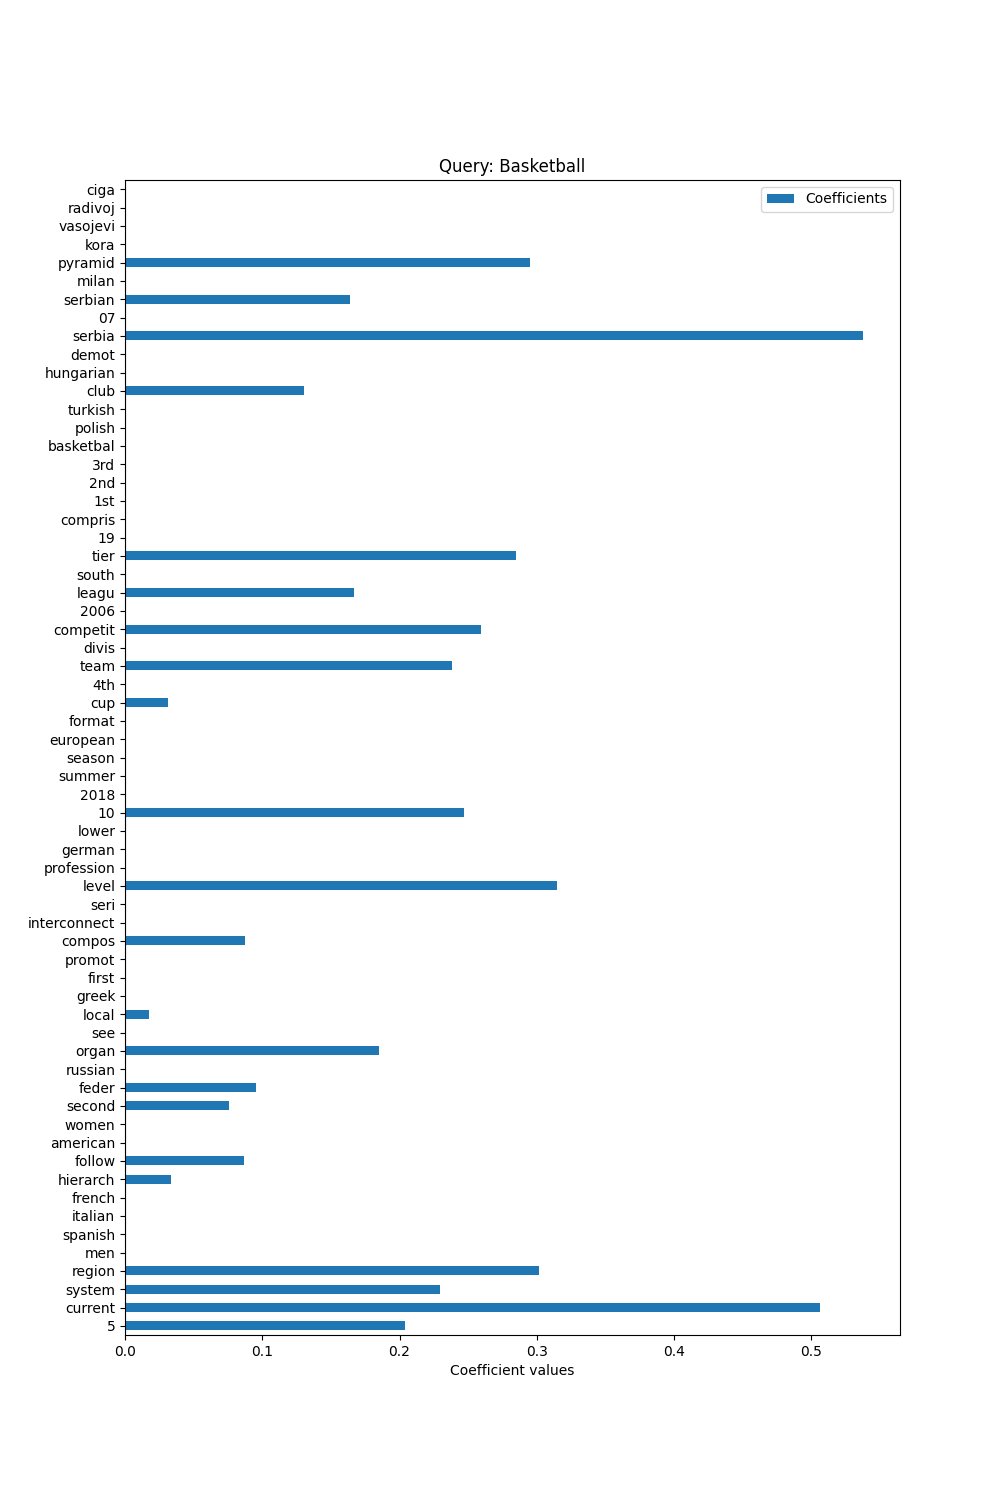 Query: Basketball
Coefficients
ciga
radivoj
vasojevi
kora
pyramid
milan
serbian
07
serbia
demot
hungarian
club
turkish
polish
basketbal
3rd
2nd
1st
compris
19
tier
south
leagu
2006
competit
divis
team
4th
cup
format
european
season
summer
2018
10
lower
german
profession
level
seri
interconnect
compos
promot
first
greek
local
see
organ
russian
feder
second
women
american
follow
hierarch
french
italian
spanish
men
region
system
current
5
0.0 0.1 0.2 0.3 0.4 0.5
Coefficient values